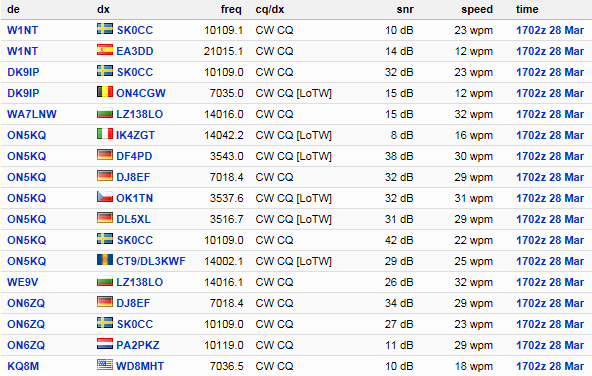 de dx freq cq/dx snr speed time
W1NT SK0CC 10109.1 CW CQ 10 dB 23 wpm 1702z 28 Mar
W1NT EA3DD 21015.1 CW CQ 14 dB 12 wpm 1702z 28 Mar
DK9IP SK0CC 10109.0 CW CQ 32 dB 23 wpm 1702z 28 Mar
DK9IP ON4CGW 7035.0 CW CQ [LoTW] 15 dB 12 wpm 1702z 28 Mar
WA7LNW LZ138LO 14016.0 CW CQ 15 dB 32 wpm 1702z 28 Mar
ON5KQ IK4ZGT 14042.2 CW CQ [LoTW] 8 dB 16 wpm 1702z 28 Mar
ON5KQ DF4PD 3543.0 CW CQ [LoTW] 38 dB 30 wpm 1702z 28 Mar
ON5KQ DJ8EF 7018.4 CW CQ 32 dB 29 wpm 1702z 28 Mar
ON5KQ OK1TN 3537.6 CW CQ [LoTW] 32 dB 31 wpm 1702z 28 Mar
ON5KQ DL5XL 3516.7 CW CQ [LoTW] 31 dB 29 wpm 1702z 28 Mar
ON5KQ SK0CC 10109.0 CW CQ 42 dB 22 wpm 1702z 28 Mar
ON5KQ CT9/DL3KWF 14002.1 CW CQ [LoTW] 29 dB 25 wpm 1702z 28 Mar
WE9V LZ138LO 14016.1 CW CQ 26 dB 32 wpm 1702z 28 Mar
ON6ZQ DJ8EF 7018.4 CW CQ 34 dB 29 wpm 1702z 28 Mar
ON6ZQ SK0CC 10109.0 CW CQ 27 dB 23 wpm 1702z 28 Mar
ON6ZQ PA2PKZ 10119.0 CW CQ 11 dB 29 wpm 1702z 28 Mar
KQ8M WD8MHT 7036.5 CW CQ 10 dB 18 wpm 1702z 28 Mar